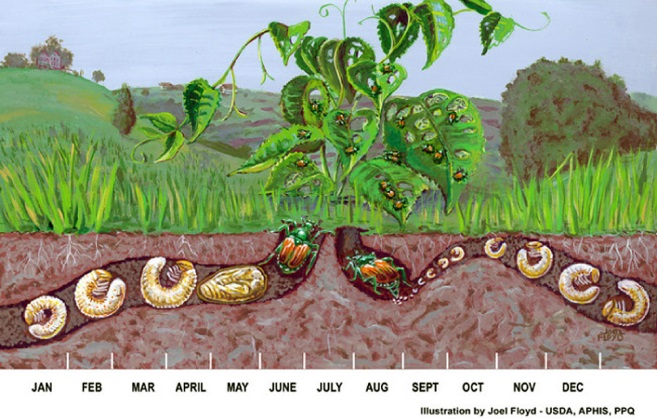 JAN FEB MAR APRIL MAY JUNE JULY AUG SEPT OCT NOV DEC
Illustration by Joel Floyd - USDA, APHIS, PPQ